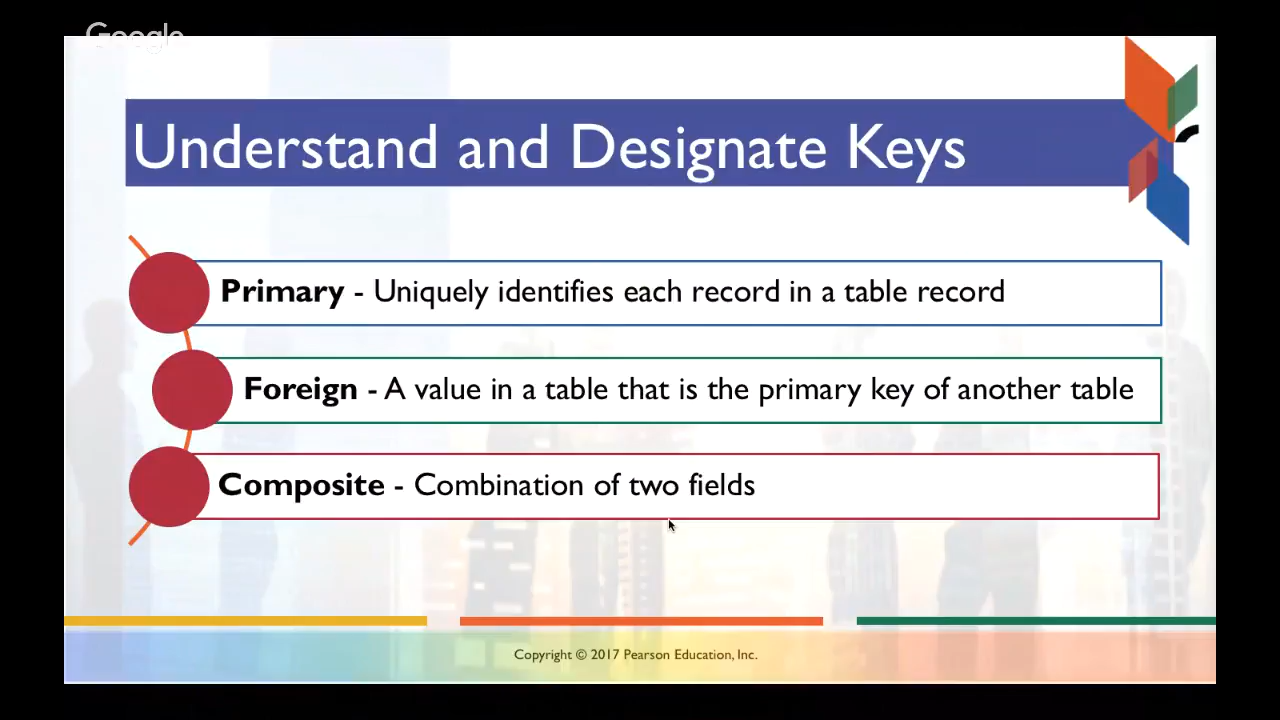 Google
Understand and Designate Keys
Primary - Uniquely identifies each record in a table record
Foreign - A value in a table that is the primary key of another table
Composite - Combination of two fields
Copyright © 2017 Pearson Education, Inc.